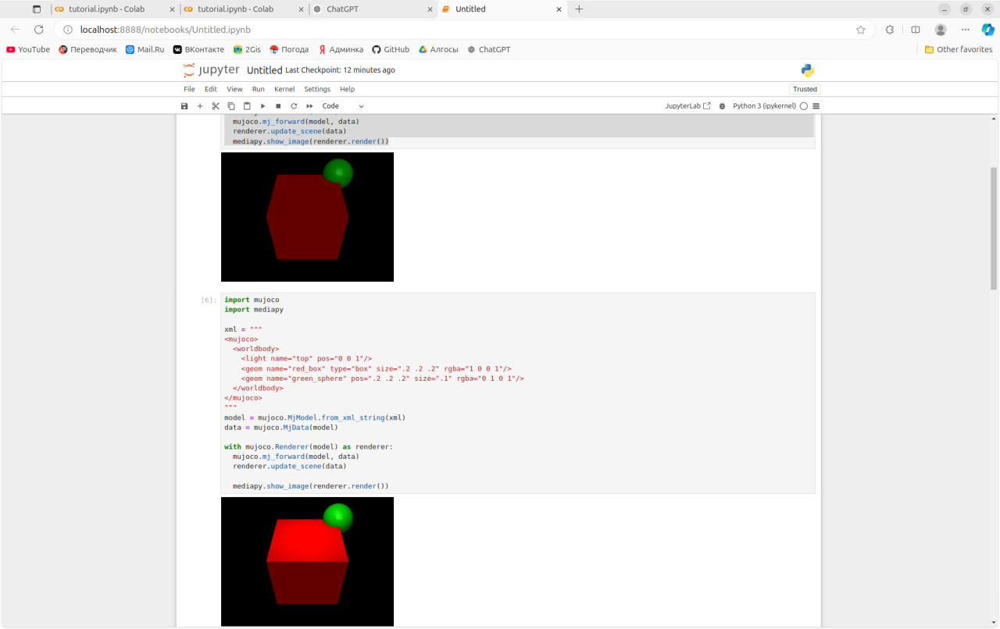 tutorial.ipynb - Colab
tutorial.ipynb - Colab
ChatGPT
Untitled
localhost:8888/notebooks/Untitled.ipynb
YouTube
Переводчик
Mail.Ru
ВКонтакте
2Gis
Погода
Админка
GitHub
Алгосы
ChatGPT
Other favorites
jupyter Untitled Last Checkpoint: 12 minutes ago
File Edit View Run Kernel Settings Help
Trusted
Code
JupyterLab
Python 3 (ipykernel)
mujoco.mj_forward(model, data)
renderer.update_scene(data)
mediapy.show_image(renderer.render())
[6]:
import mujoco
import mediapy
xml = """
<mujoco>
<worldbody>
<light name="top" pos="0 0 1"/>
<geom name="red_box" type="box" size=".2 .2 .2" rgba="1 0 0 1"/>
<geom name="green_sphere" pos=".2 .2 .2" size=".1" rgba="0 1 0 1"/>
</worldbody>
</mujoco>
"""
model = mujoco.MjModel.from_xml_string(xml)
data = mujoco.MjData(model)
with mujoco.Renderer(model) as renderer:
mujoco.mj_forward(model, data)
renderer.update_scene(data)
mediapy.show_image(renderer.render())